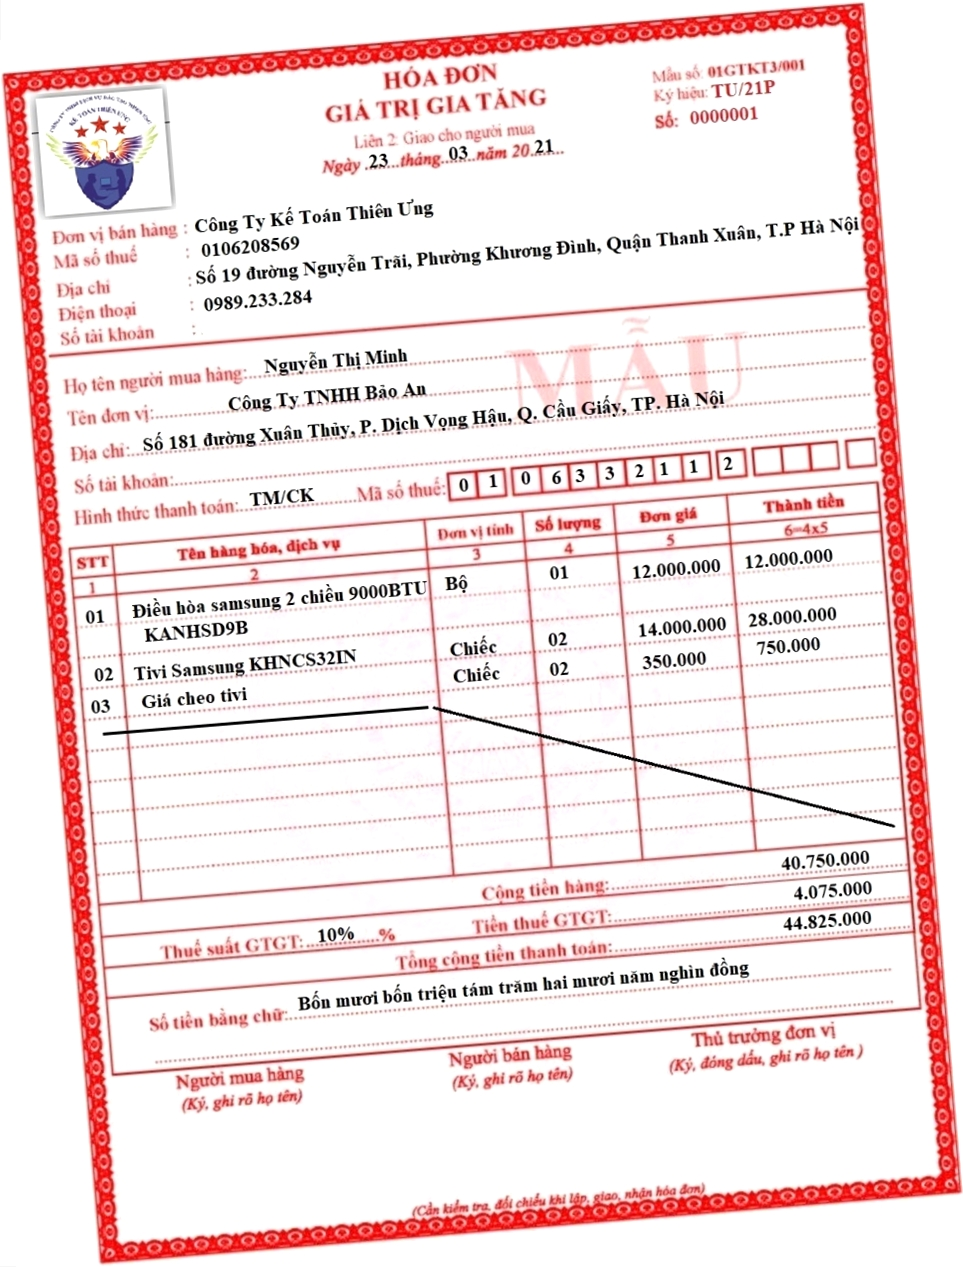 HÓA ĐƠN
GIÁ TRỊ GIA TĂNG
Liên 2: Giao cho người mua
Ngày .23...tháng..03..năm 20.21...
Mẫu số: 01GTKT3/001
Ký hiệu: TU/21P
Số: 0000001
KẾ TOÁN THIÊN ƯNG
Đơn vị bán hàng : Công Ty Kế Toán Thiên Ưng
Mã số thuế : 0106208569
Địa chỉ : Số 19 đường Nguyễn Trãi, Phường Khương Đình, Quận Thanh Xuân, T.P Hà Nội
Điện thoại : 0989.233.284
Số tài khoản :
MẪU
Họ tên người mua hàng: Nguyễn Thị Minh
Tên đơn vị: Công Ty TNHH Bảo An
Địa chỉ: Số 181 đường Xuân Thủy, P. Dịch Vọng Hậu, Q. Cầu Giấy, TP. Hà Nội
Số tài khoản:
Hình thức thanh toán: TM/CK Mã số thuế: 0 1 0 6 3 3 2 1 1 2
STT Tên hàng hóa, dịch vụ Đơn vị tính Số lượng Đơn giá Thành tiền
1 2 3 4 5 6=4x5
01 Điều hòa samsung 2 chiều 9000BTU Bộ 01 12.000.000 12.000.000
KANHSD9B
02 Tivi Samsung KHNCS32IN Chiếc 02 14.000.000 28.000.000
03 Giá cheo tivi Chiếc 02 350.000 750.000
Cộng tiền hàng: 40.750.000
Thuế suất GTGT: 10% % Tiền thuế GTGT: 4.075.000
Tổng cộng tiền thanh toán: 44.825.000
Số tiền bằng chữ: Bốn mươi bốn triệu tám trăm hai mươi năm nghìn đồng
Người mua hàng Người bán hàng Thủ trưởng đơn vị
(Ký, ghi rõ họ tên) (Ký, ghi rõ họ tên) (Ký, đóng dấu, ghi rõ họ tên )
(Cần kiểm tra, đối chiếu khi lập, giao, nhận hóa đơn)